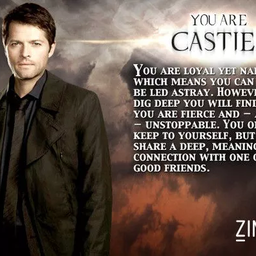 YOU ARE
CASTIE
YOU ARE LOYAL YET NAI
WHICH MEANS YOU CAN
BE LED ASTRAY. HOWEV
DIG DEEP YOU WILL FIND
YOU ARE FIERCE AND –
– UNSTOPPABLE. YOU O
KEEP TO YOURSELF, BUT
SHARE A DEEP, MEANING
CONNECTION WITH ONE O
GOOD FRIENDS.
ZI